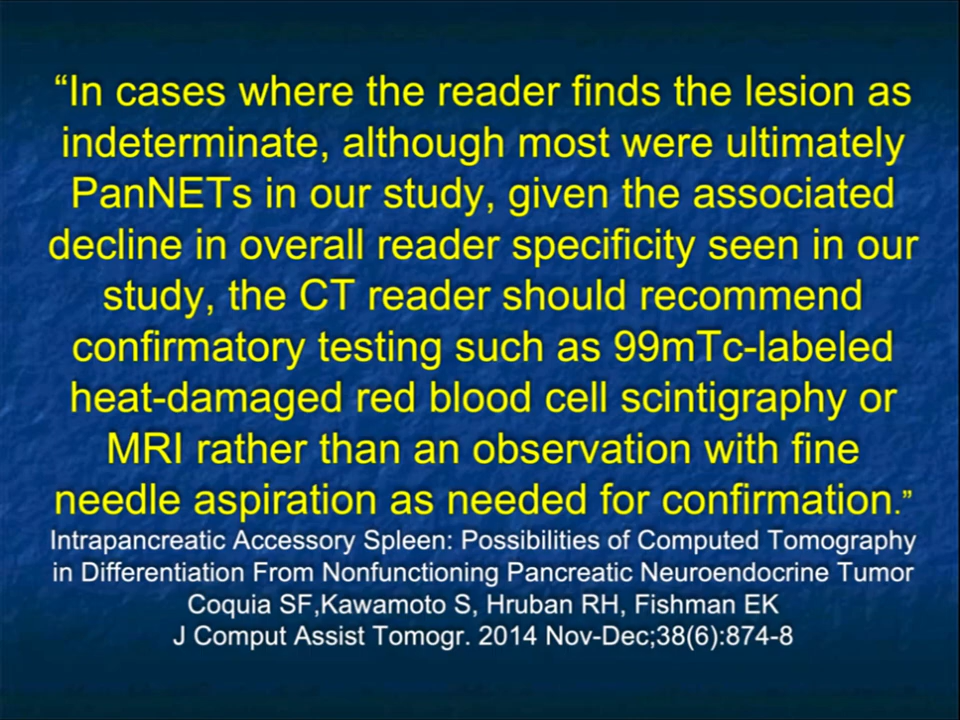 “In cases where the reader finds the lesion as
indeterminate, although most were ultimately
PanNETs in our study, given the associated
decline in overall reader specificity seen in our
study, the CT reader should recommend
confirmatory testing such as 99mTc-labeled
heat-damaged red blood cell scintigraphy or
MRI rather than an observation with fine
needle aspiration as needed for confirmation.”
Intrapancreatic Accessory Spleen: Possibilities of Computed Tomography
in Differentiation From Nonfunctioning Pancreatic Neuroendocrine Tumor
Coquia SF,Kawamoto S, Hruban RH, Fishman EK
J Comput Assist Tomogr. 2014 Nov-Dec;38(6):874-8